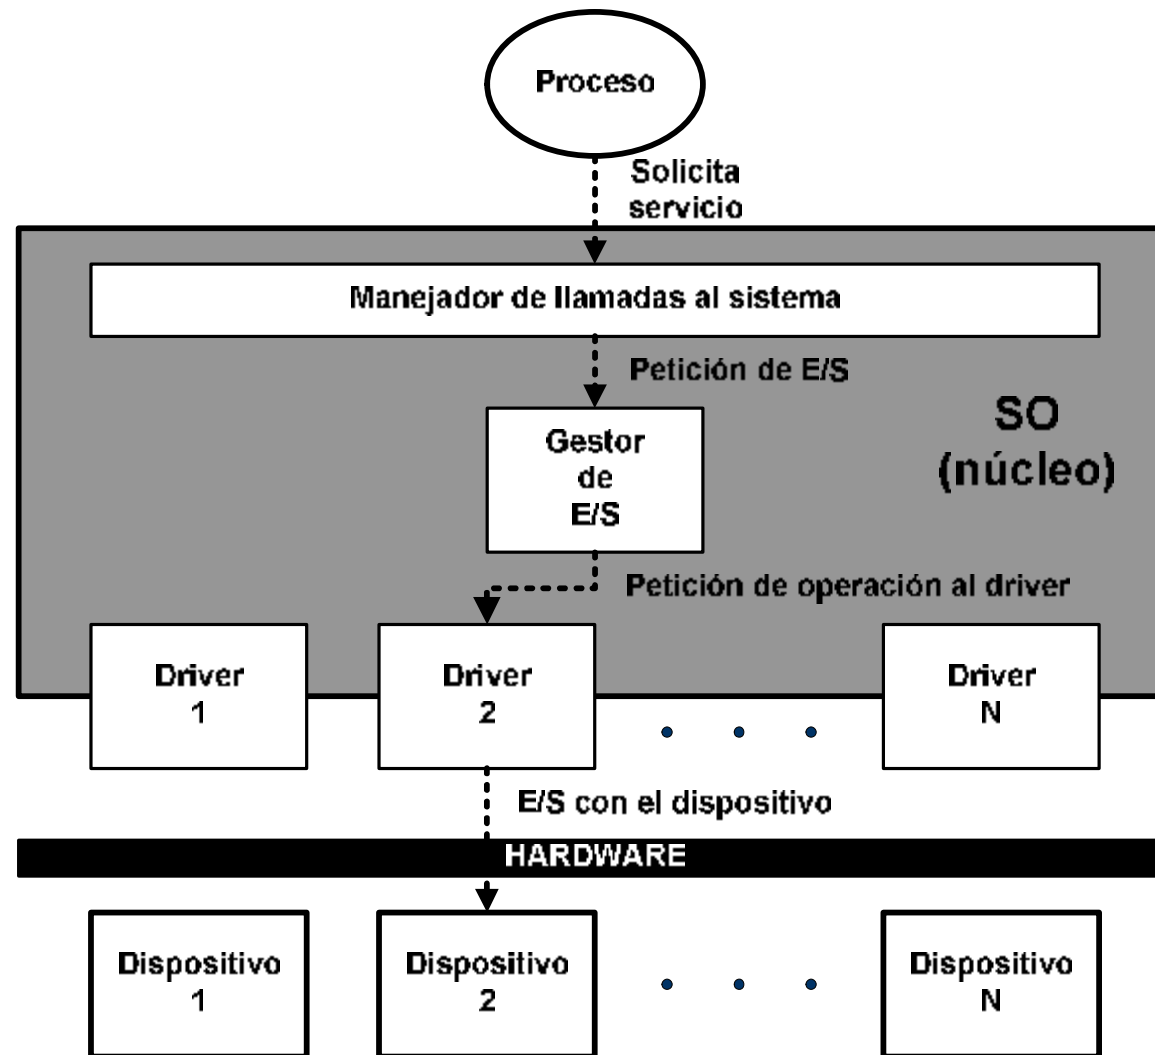 Proceso
Solicita
servicio
Manejador de llamadas al sistema
Petición de E/S
SO
(núcleo)
Gestor
de
E/S
Petición de operación al driver
Driver
1
Driver
2
Driver
N
E/S con el dispositivo
HARDWARE
Dispositivo
1
Dispositivo
2
Dispositivo
N